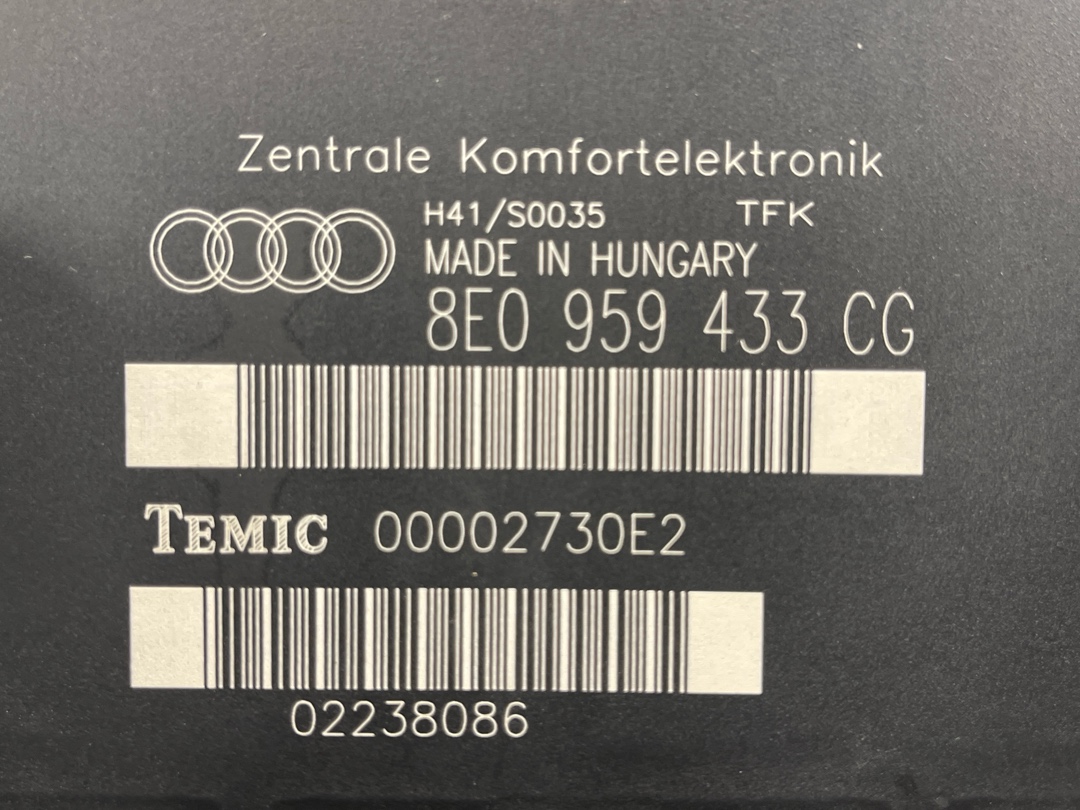 Zentrale Komfortelektronik
H41/S0035 TFK
MADE IN HUNGARY
8E0 959 433 CG
TEMIC 00002730E2
02238086